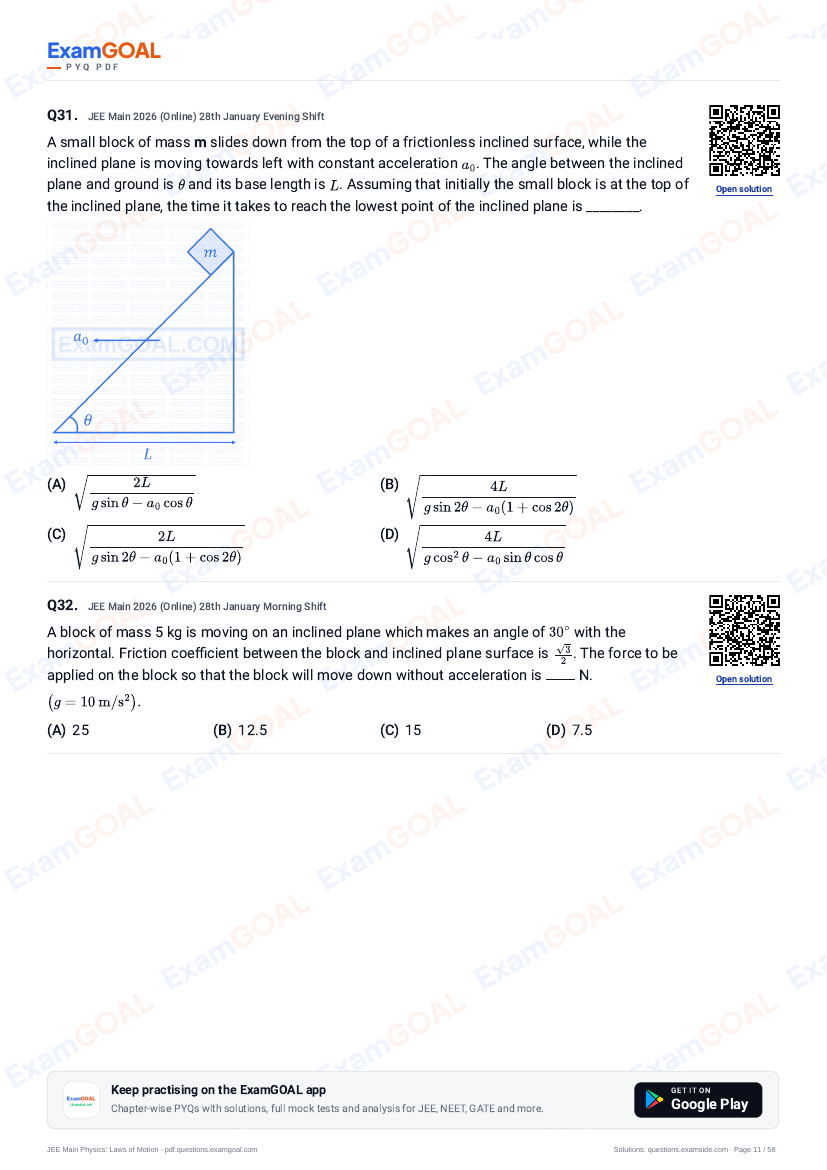 ExamGOAL
PYQ PDF
Q31. JEE Main 2026 (Online) 28th January Evening Shift
A small block of mass m slides down from the top of a frictionless inclined surface, while the
inclined plane is moving towards left with constant acceleration a₀. The angle between the inclined
plane and ground is θ and its base length is L. Assuming that initially the small block is at the top of
the inclined plane, the time it takes to reach the lowest point of the inclined plane is ________.
Open solution
m
a₀
ExamGOAL.COM
θ
L
(A) √(2L / (g sin θ − a₀ cos θ))
(B) √(4L / (g sin 2θ − a₀(1 + cos 2θ)))
(C) √(2L / (g sin 2θ − a₀(1 + cos 2θ)))
(D) √(4L / (g cos² θ − a₀ sin θ cos θ))
Q32. JEE Main 2026 (Online) 28th January Morning Shift
A block of mass 5 kg is moving on an inclined plane which makes an angle of 30° with the
horizontal. Friction coefficient between the block and inclined plane surface is √3/2. The force to be
applied on the block so that the block will move down without acceleration is ____ N.
(g = 10 m/s²).
Open solution
(A) 25 (B) 12.5 (C) 15 (D) 7.5
Keep practising on the ExamGOAL app
Chapter-wise PYQs with solutions, full mock tests and analysis for JEE, NEET, GATE and more.
GET IT ON
Google Play
JEE Main Physics: Laws of Motion · pdf.questions.examgoal.com
Solutions: questions.examside.com · Page 11 / 58